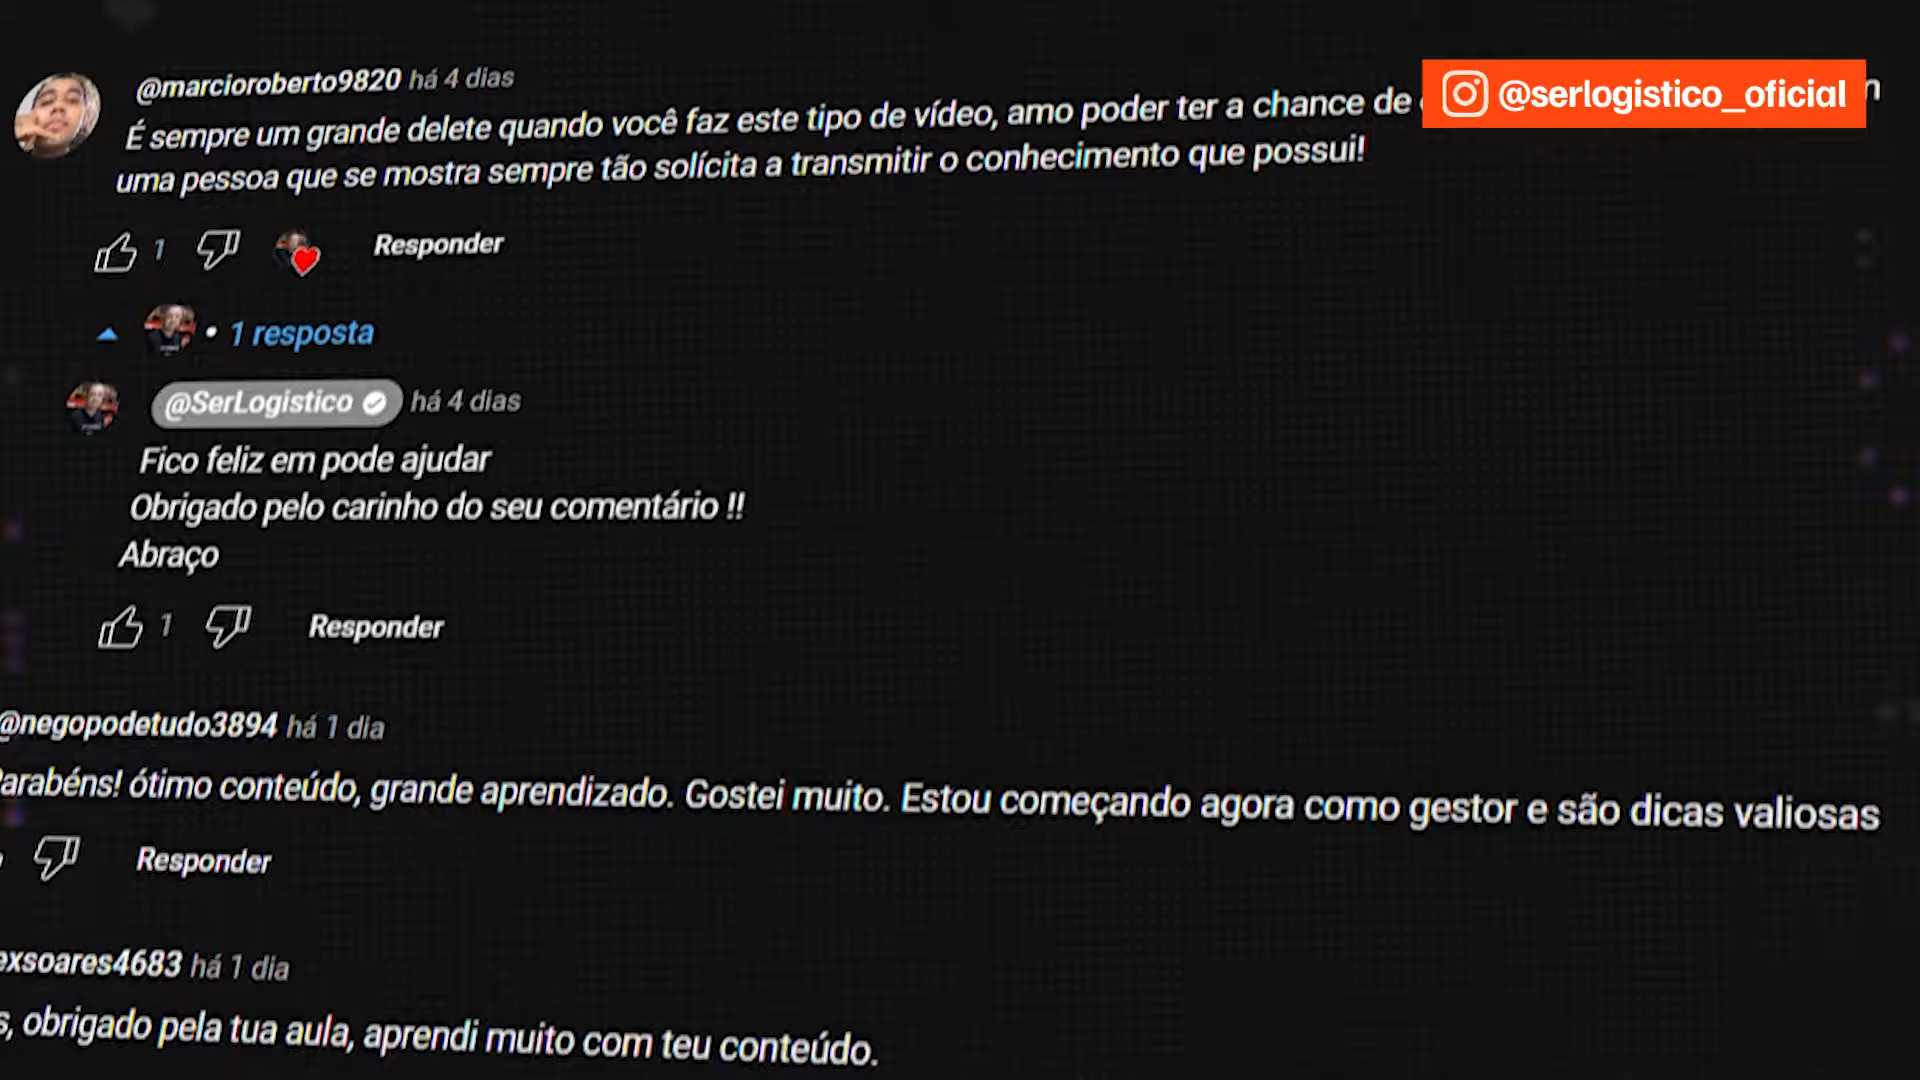 @marcioroberto9820 há 4 dias
É sempre um grande delete quando você faz este tipo de vídeo, amo poder ter a chance de
@serlogistico_oficial
uma pessoa que se mostra sempre tão solícita a transmitir o conhecimento que possui!
1 Responder
1 resposta
@SerLogistico há 4 dias
Fico feliz em pode ajudar
Obrigado pelo carinho do seu comentário !!
Abraço
1 Responder
@negopodetudo3894 há 1 dia
arabéns! ótimo conteúdo, grande aprendizado. Gostei muito. Estou começando agora como gestor e são dicas valiosas
Responder
exsoares4683 há 1 dia
s, obrigado pela tua aula, aprendi muito com teu conteúdo.